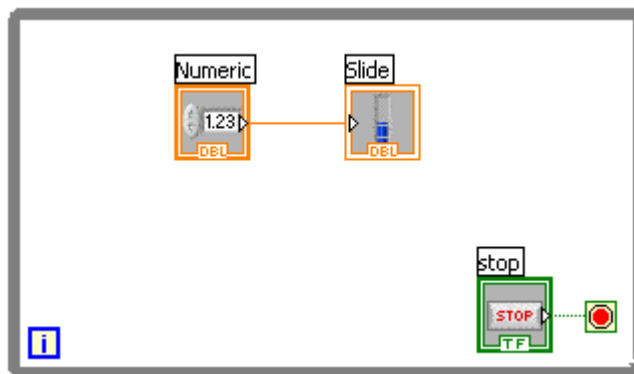 Numeric
Slide
1.23
DBL
DBL
stop
STOP
TF
i